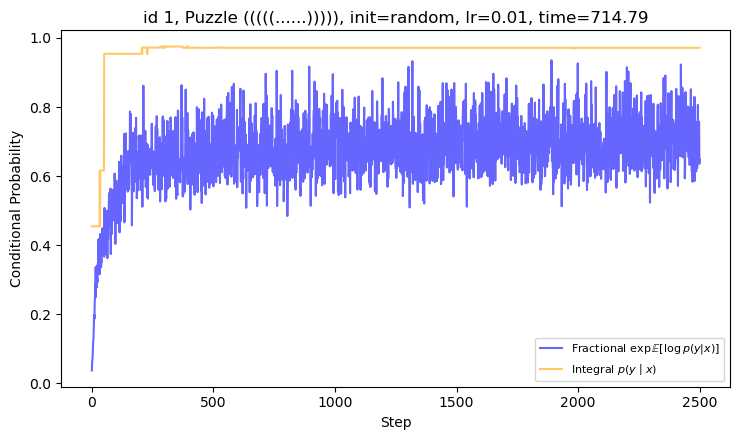 id 1, Puzzle (((((......))))), init=random, lr=0.01, time=714.79
1.0
0.8
0.6
0.4
0.2
0.0
Conditional Probability
Fractional exp𝔼[log p(y|x)]
Integral p(y | x)
0 500 1000 1500 2000 2500
Step